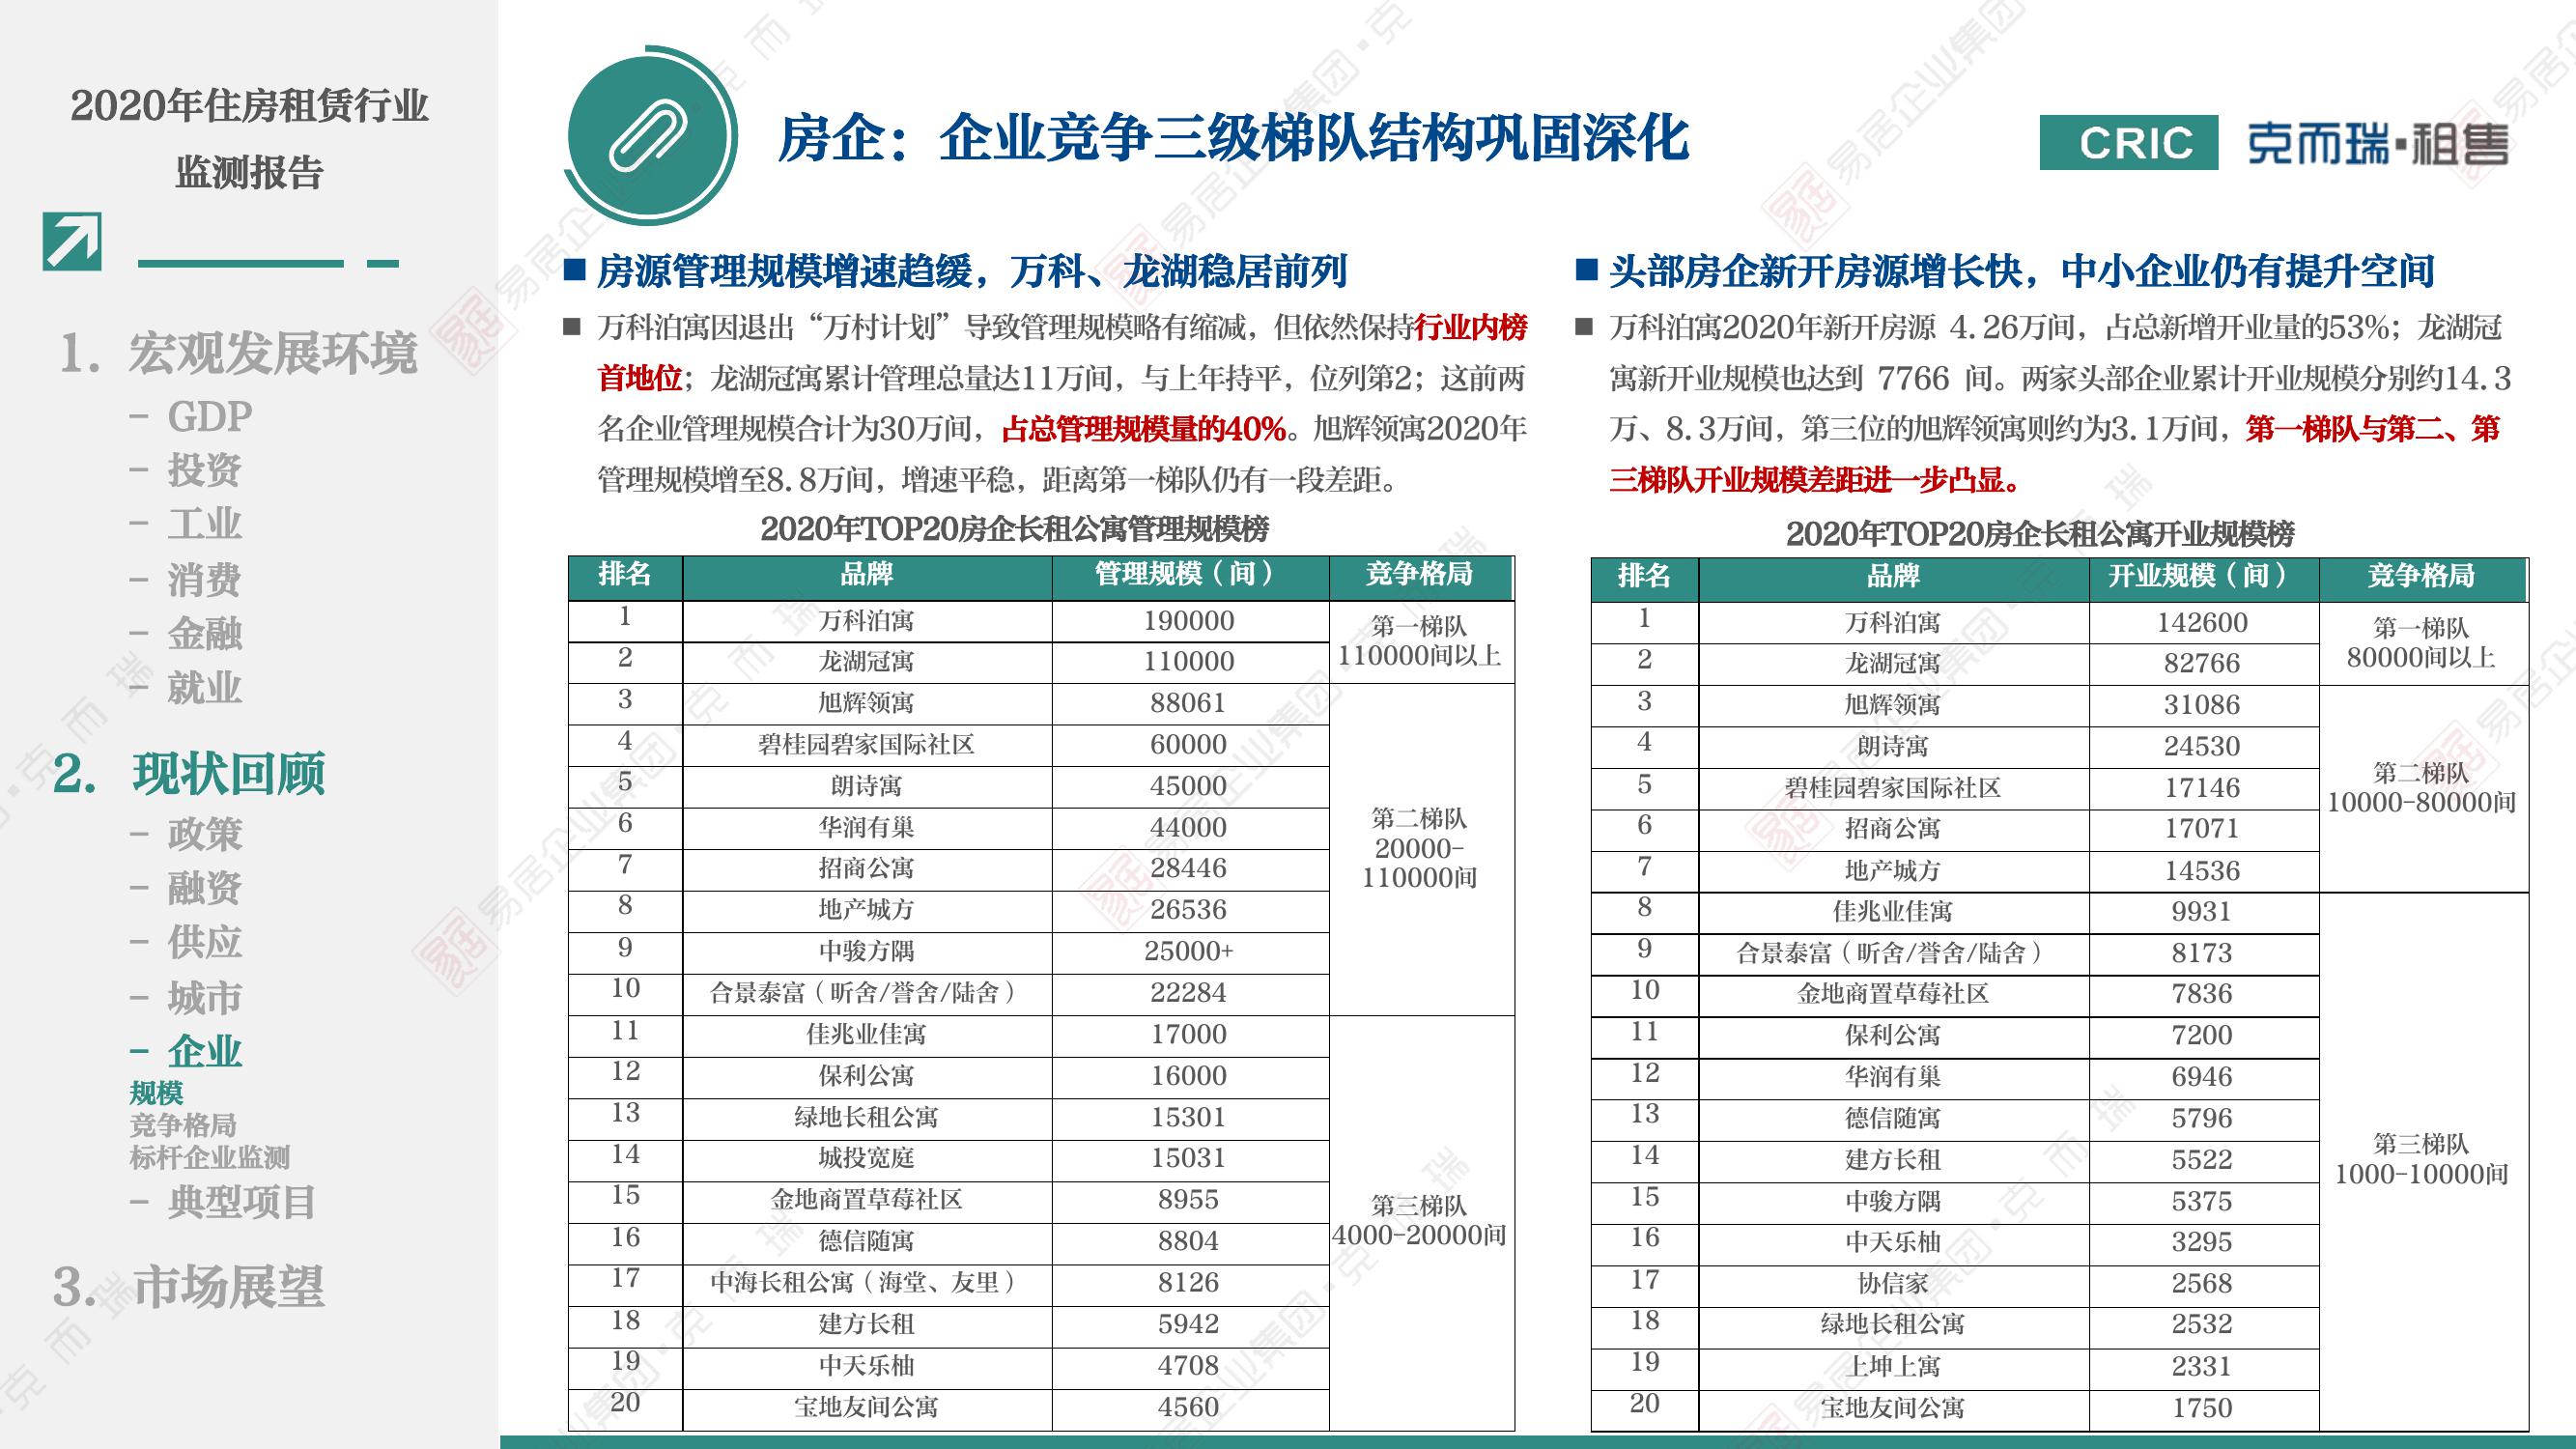 2020年住房租赁行业
监测报告
1. 宏观发展环境
– GDP
– 投资
– 工业
– 消费
– 金融
– 就业
2. 现状回顾
– 政策
– 融资
– 供应
– 城市
– 企业
规模
竞争格局
标杆企业监测
– 典型项目
3. 市场展望
房企：企业竞争三级梯队结构巩固深化
CRIC 克而瑞·租售
■ 房源管理规模增速趋缓，万科、龙湖稳居前列
■ 万科泊寓因退出“万村计划”导致管理规模略有缩减，但依然保持行业内榜
首地位；龙湖冠寓累计管理总量达11万间，与上年持平，位列第2；这前两
名企业管理规模合计为30万间，占总管理规模量的40%。旭辉领寓2020年
管理规模增至8.8万间，增速平稳，距离第一梯队仍有一段差距。
2020年TOP20房企长租公寓管理规模榜
排名 品牌 管理规模（间） 竞争格局
1 万科泊寓 190000
2 龙湖冠寓 110000
第一梯队
110000间以上
3 旭辉领寓 88061
4 碧桂园碧家国际社区 60000
5 朗诗寓 45000
6 华润有巢 44000
7 招商公寓 28446
8 地产城方 26536
9 中骏方隅 25000+
10 合景泰富（昕舍/誉舍/陆舍） 22284
第二梯队
20000-
110000间
11 佳兆业佳寓 17000
12 保利公寓 16000
13 绿地长租公寓 15301
14 城投宽庭 15031
15 金地商置草莓社区 8955
16 德信随寓 8804
17 中海长租公寓（海堂、友里） 8126
18 建方长租 5942
19 中天乐柚 4708
20 宝地友间公寓 4560
第三梯队
4000-20000间
■ 头部房企新开房源增长快，中小企业仍有提升空间
■ 万科泊寓2020年新开房源 4.26万间，占总新增开业量的53%；龙湖冠
寓新开业规模也达到 7766 间。两家头部企业累计开业规模分别约14.3
万、8.3万间，第三位的旭辉领寓则约为3.1万间，第一梯队与第二、第
三梯队开业规模差距进一步凸显。
2020年TOP20房企长租公寓开业规模榜
排名 品牌 开业规模（间） 竞争格局
1 万科泊寓 142600
2 龙湖冠寓 82766
第一梯队
80000间以上
3 旭辉领寓 31086
4 朗诗寓 24530
5 碧桂园碧家国际社区 17146
6 招商公寓 17071
7 地产城方 14536
第二梯队
10000-80000间
8 佳兆业佳寓 9931
9 合景泰富（昕舍/誉舍/陆舍） 8173
10 金地商置草莓社区 7836
11 保利公寓 7200
12 华润有巢 6946
13 德信随寓 5796
14 建方长租 5522
15 中骏方隅 5375
16 中天乐柚 3295
17 协信家 2568
18 绿地长租公寓 2532
19 上坤上寓 2331
20 宝地友间公寓 1750
第三梯队
1000-10000间
易居企业集团·克而瑞